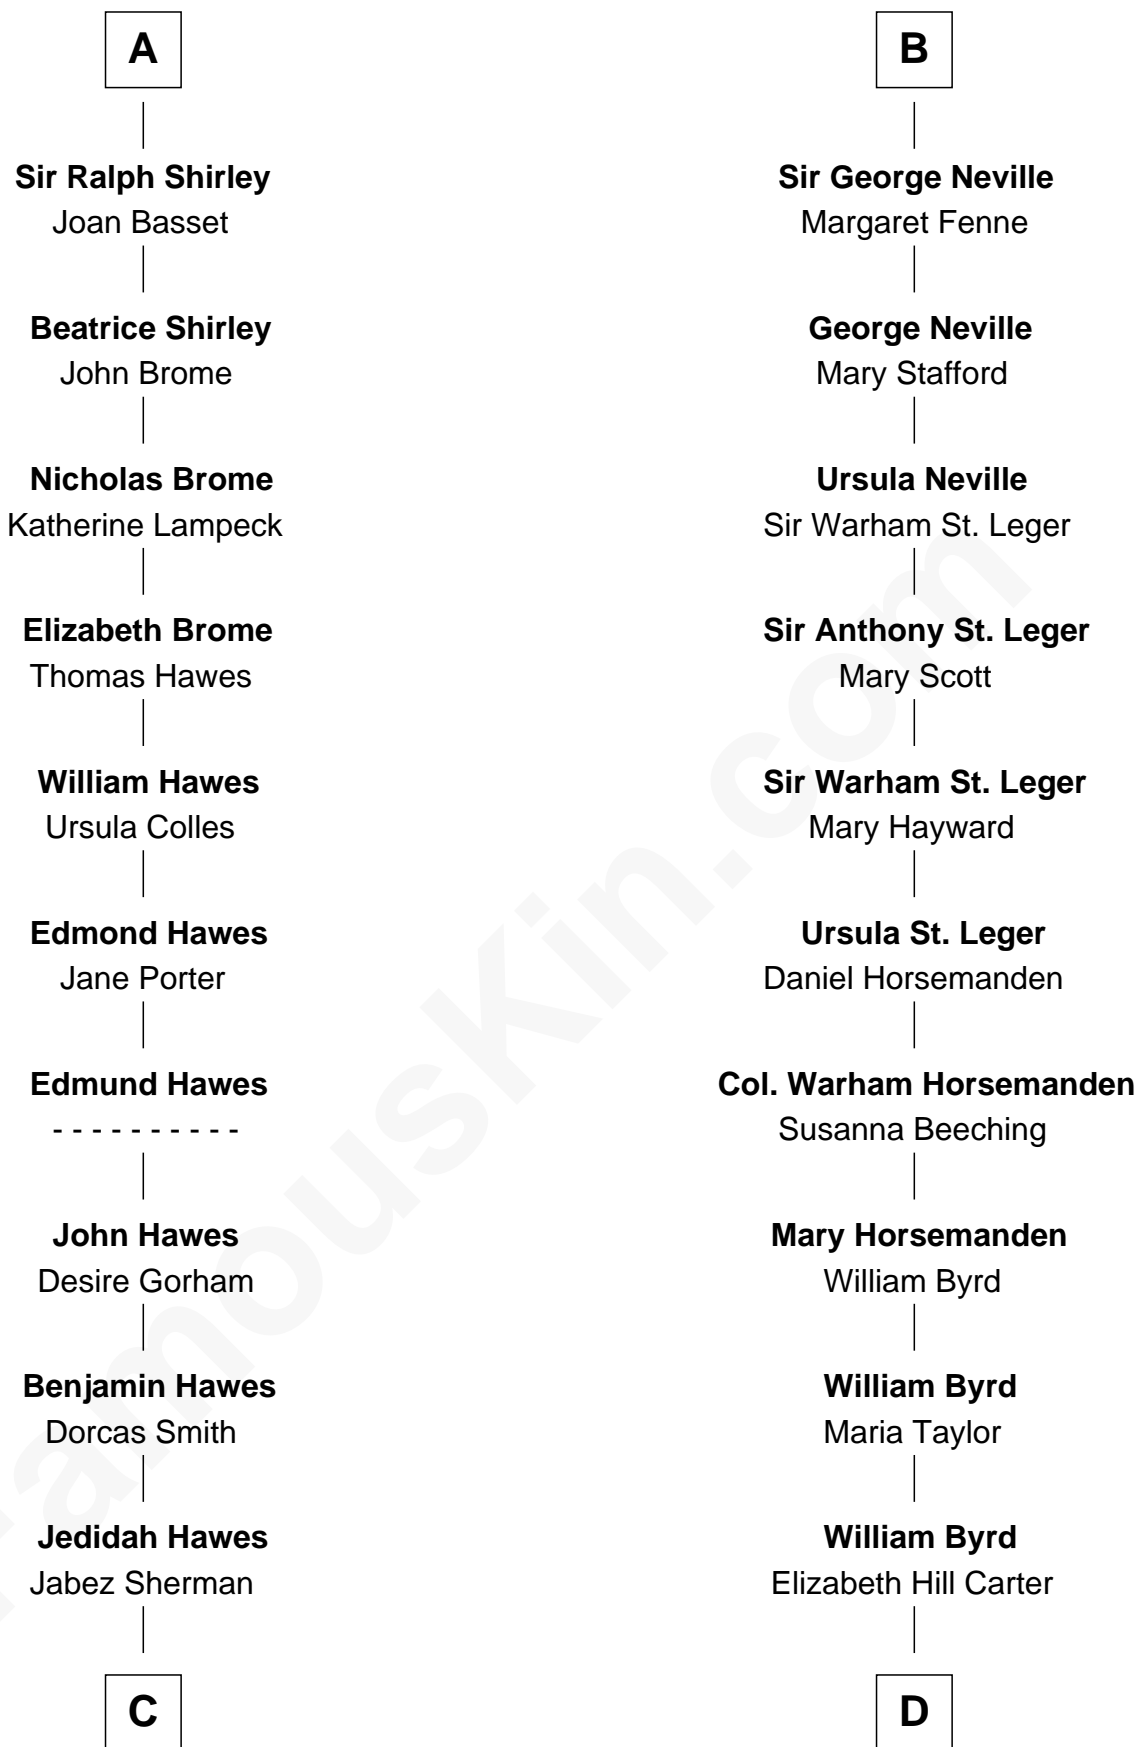 A
Sir Ralph Shirley
Joan Basset
Beatrice Shirley
John Brome
Nicholas Brome
Katherine Lampeck
Elizabeth Brome
Thomas Hawes
William Hawes
Ursula Colles
Edmond Hawes
Jane Porter
Edmund Hawes
- - - - - - - - - -
John Hawes
Desire Gorham
Benjamin Hawes
Dorcas Smith
Jedidah Hawes
Jabez Sherman
C
B
Sir George Neville
Margaret Fenne
George Neville
Mary Stafford
Ursula Neville
Sir Warham St. Leger
Sir Anthony St. Leger
Mary Scott
Sir Warham St. Leger
Mary Hayward
Ursula St. Leger
Daniel Horsemanden
Col. Warham Horsemanden
Susanna Beeching
Mary Horsemanden
William Byrd
William Byrd
Maria Taylor
William Byrd
Elizabeth Hill Carter
D
FamousKin.com